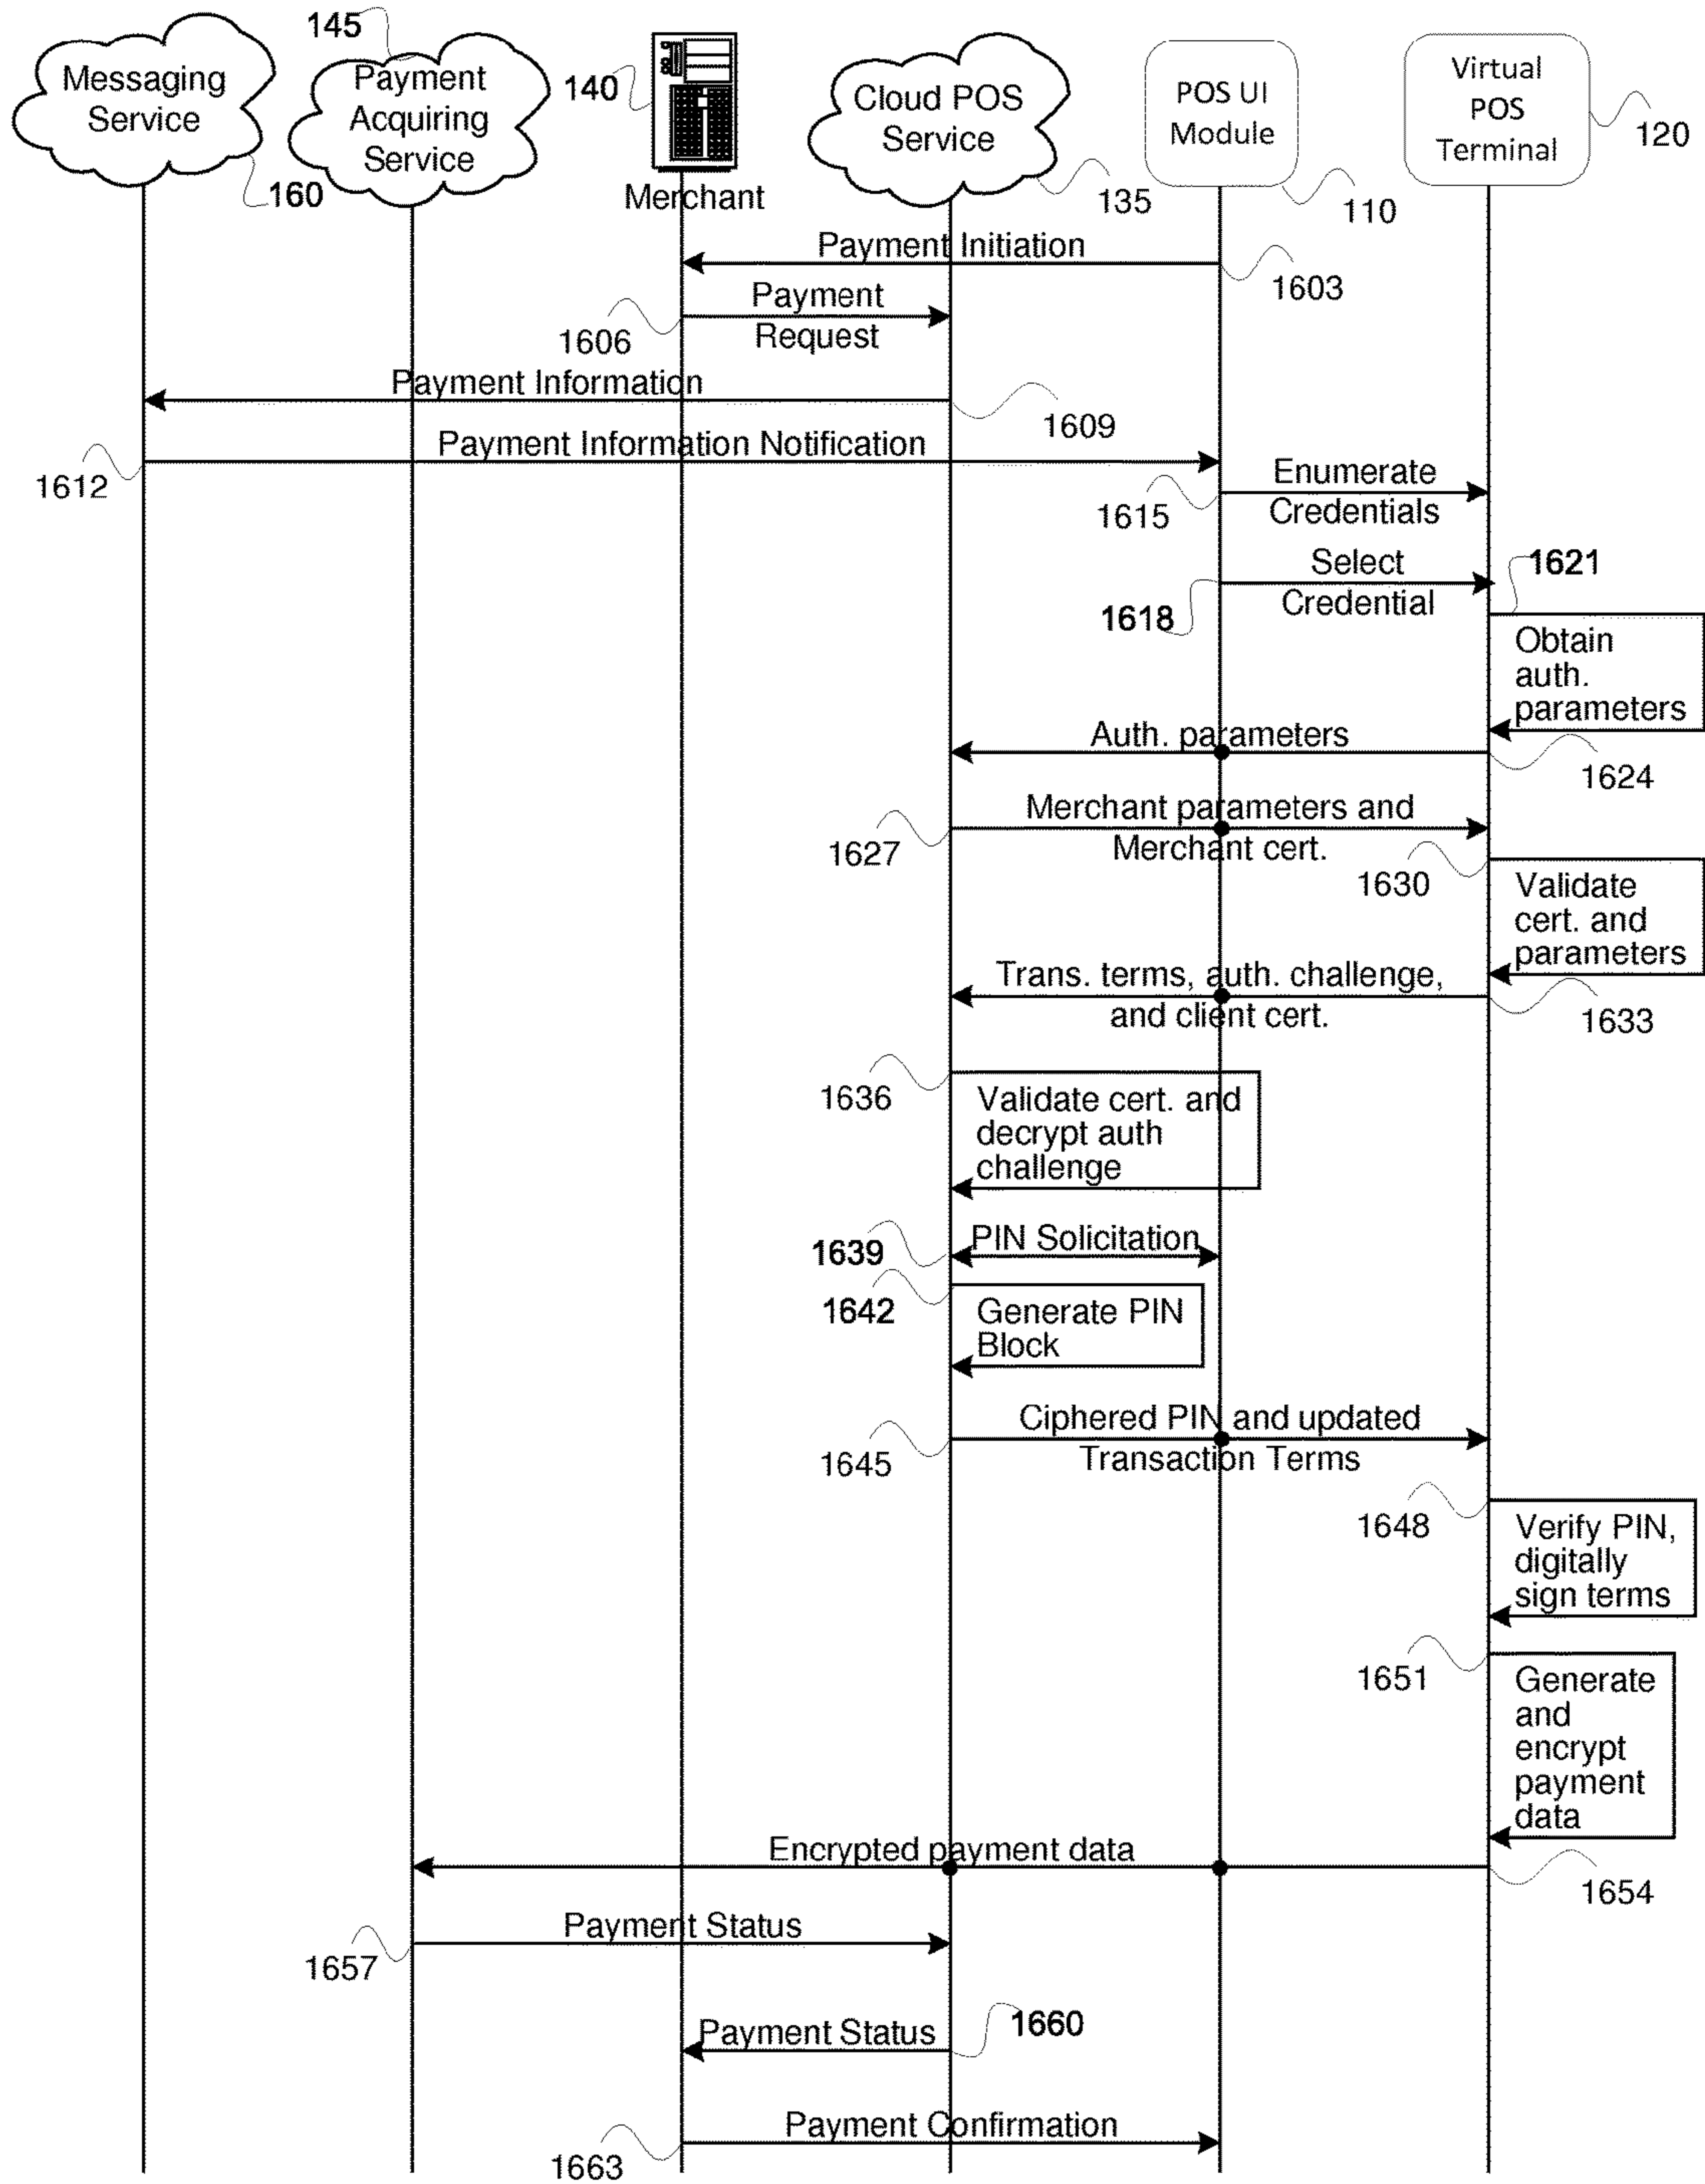 145
Messaging
Service
160
Payment
Acquiring
Service
140
Merchant
Cloud POS
Service
135
POS UI
Module
110
Virtual
POS
Terminal
120
Payment Initiation
1603
Payment
Request
1606
Payment Information
1609
Payment Information Notification
1612
Enumerate
Credentials
1615
Select
Credential
1618
1621
Obtain
auth.
parameters
Auth. parameters
1624
Merchant parameters and
Merchant cert.
1627
1630
Validate
cert. and
parameters
Trans. terms, auth. challenge,
and client cert.
1633
1636
Validate cert. and
decrypt auth
challenge
1639
PIN Solicitation
1642
Generate PIN
Block
Ciphered PIN and updated
Transaction Terms
1645
1648
Verify PIN,
digitally
sign terms
1651
Generate
and
encrypt
payment
data
Encrypted payment data
1654
Payment Status
1657
Payment Status
1660
Payment Confirmation
1663